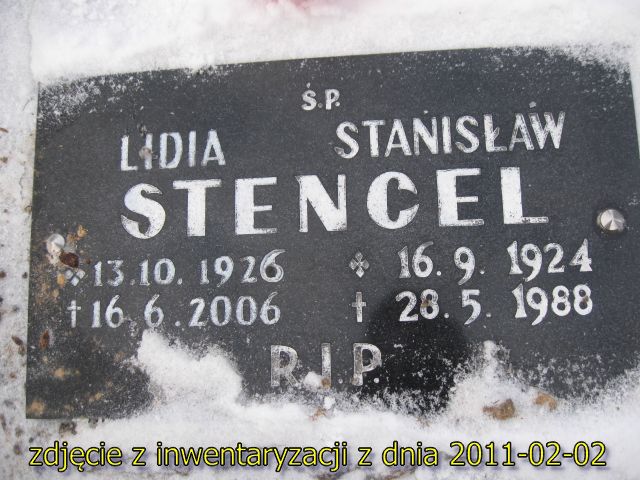 Ś.P.
LIDIA STANISŁAW
STENCEL
13.10.1926 16.9.1924
† 16.6.2006 † 28.5.1988
R.I.P.
zdjęcie z inwentaryzacji z dnia 2011-02-02